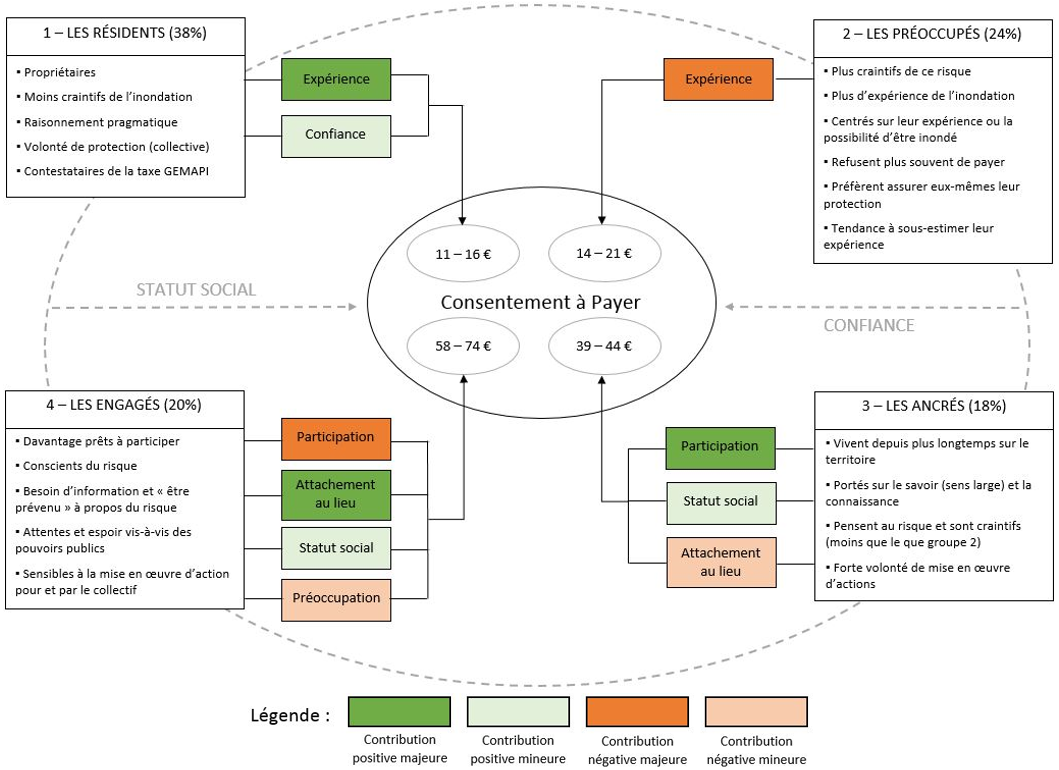 1 – LES RÉSIDENTS (38%)
▪ Propriétaires
▪ Moins craintifs de l'inondation
▪ Raisonnement pragmatique
▪ Volonté de protection (collective)
▪ Contestataires de la taxe GEMAPI
Expérience
Confiance
2 – LES PRÉOCCUPÉS (24%)
▪ Plus craintifs de ce risque
▪ Plus d'expérience de l'inondation
▪ Centrés sur leur expérience ou la
possibilité d'être inondé
▪ Refusent plus souvent de payer
▪ Préfèrent assurer eux-mêmes leur
protection
▪ Tendance à sous-estimer leur
expérience
Expérience
11 – 16 €
14 – 21 €
Consentement à Payer
58 – 74 €
39 – 44 €
STATUT SOCIAL
CONFIANCE
4 – LES ENGAGÉS (20%)
▪ Davantage prêts à participer
▪ Conscients du risque
▪ Besoin d'information et « être
prévenu » à propos du risque
▪ Attentes et espoir vis-à-vis des
pouvoirs publics
▪ Sensibles à la mise en œuvre d'action
pour et par le collectif
Participation
Attachement
au lieu
Statut social
Préoccupation
3 – LES ANCRÉS (18%)
▪ Vivent depuis plus longtemps sur le
territoire
▪ Portés sur le savoir (sens large) et la
connaissance
▪ Pensent au risque et sont craintifs
(moins que le que groupe 2)
▪ Forte volonté de mise en œuvre
d'actions
Participation
Statut social
Attachement
au lieu
Légende :
Contribution
positive majeure
Contribution
positive mineure
Contribution
négative majeure
Contribution
négative mineure